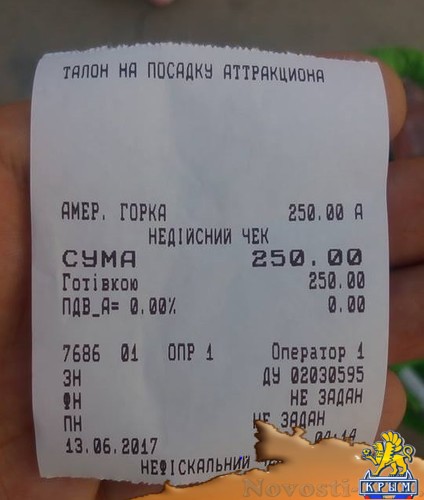 ТАЛОН НА ПОСАДКУ АТТРАКЦИОНА
АМЕР. ГОРКА 250.00 А
НЕДІЙСНИЙ ЧЕК
СУМА 250.00
Готівкою 250.00
ПДВ_А= 0.00% 0.00
7686 01 ОПР 1 Оператор 1
ЗН ДУ 02030595
ФН НЕ ЗАДАН
ПН НЕ ЗАДАН
13.06.2017
НЕФІСКАЛЬНИЙ
Novosti-
КРЫМ